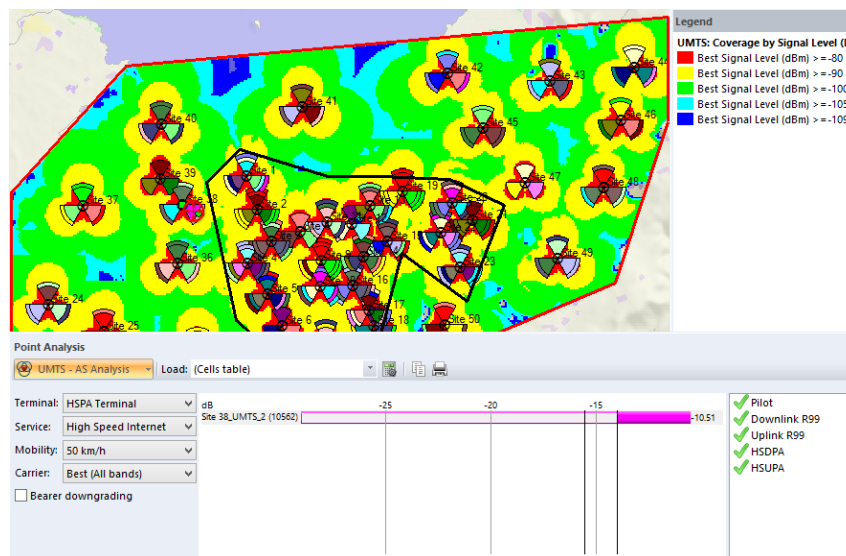 Legend
UMTS: Coverage by Signal Level (
Best Signal Level (dBm) >=-80
Best Signal Level (dBm) >=-90
Best Signal Level (dBm) >=-100
Best Signal Level (dBm) >=-105
Best Signal Level (dBm) >=-109
Site 42
Site 43
Site 44
Site 41
Site 40
Site 45
Site 46
Site 39
Site 1
Site 47
Site 48
Site 37
Site 38
Site 2
Site 19
Site 20
Site 21
Site 36
Site 4
Site 23
Site 49
Site 24
Site 5
Site 16
Site 17
Site 25
Site 6
Site 18
Site 50
Point Analysis
UMTS - AS Analysis
Load: (Cells table)
Terminal: HSPA Terminal
Service: High Speed Internet
Mobility: 50 km/h
Carrier: Best (All bands)
Bearer downgrading
dB
-25
-20
-15
Site 38_UMTS_2 (10562)
-10.51
Pilot
Downlink R99
Uplink R99
HSDPA
HSUPA